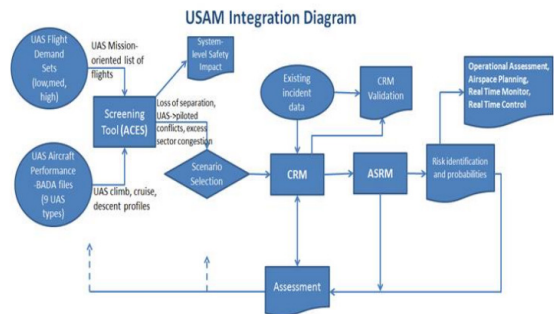 USAM Integration Diagram
UAS Flight
Demand
Sets
(low,med,
high)
UAS Mission-
oriented list of
flights
System-
level Safety
Impact
Screening
Tool (ACES)
Loss of separation,
UAS->piloted
conflicts, excess
sector congestion
Existing
incident
data
CRM
Validation
Operational Assessment,
Airspace Planning,
Real Time Monitor,
Real Time Control
UAS Aircraft
Performance
-BADA files
(9 UAS
types)
UAS climb, cruise,
descent profiles
Scenario
Selection
CRM
ASRM
Risk identification
and probabilities
Assessment